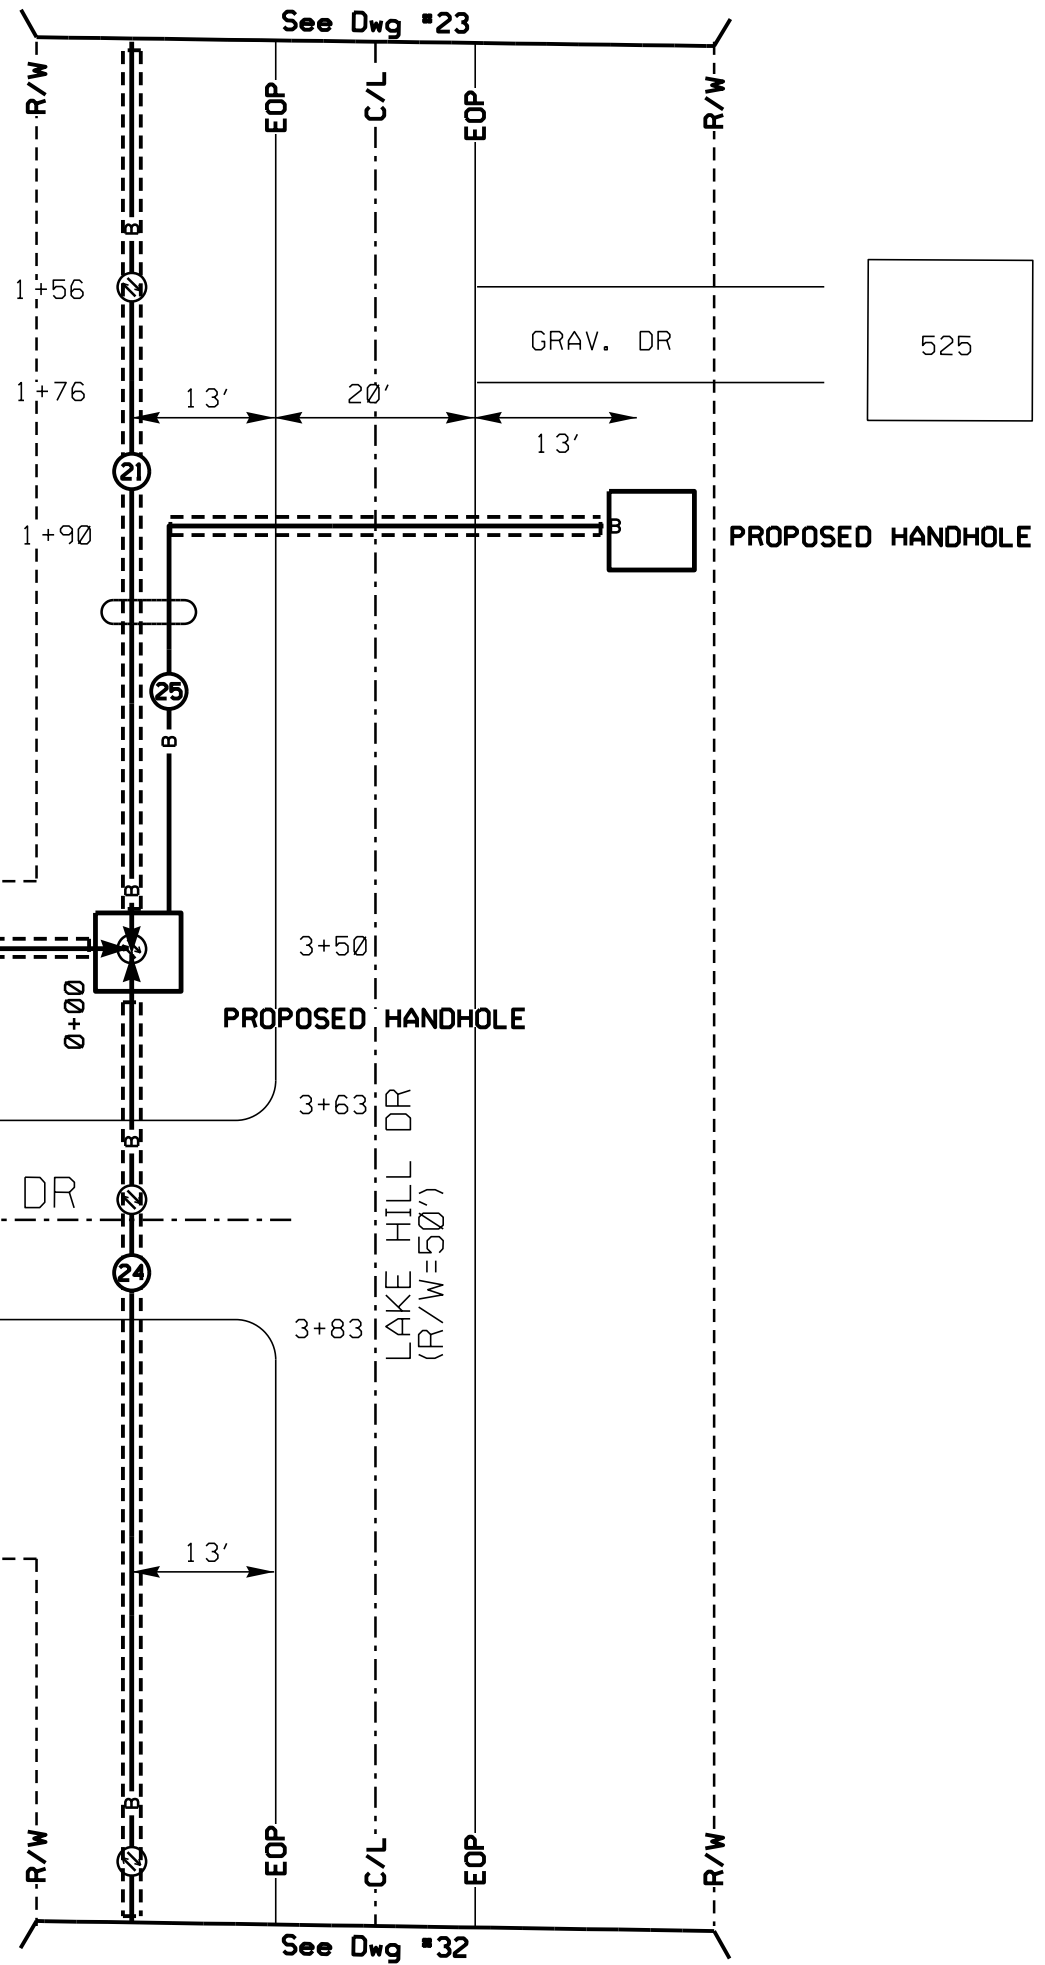 See Dwg #23
R/W
EOP
C/L
EOP
R/W
B
1+56
GRAV. DR
525
1+76
13'
20'
13'
21
1+90
B
PROPOSED HANDHOLE
25
B
B
3+50
0+00
PROPOSED HANDHOLE
3+63
B
DR
LAKE HILL DR
(R/W=50')
24
3+83
13'
B
R/W
EOP
C/L
EOP
R/W
See Dwg #32